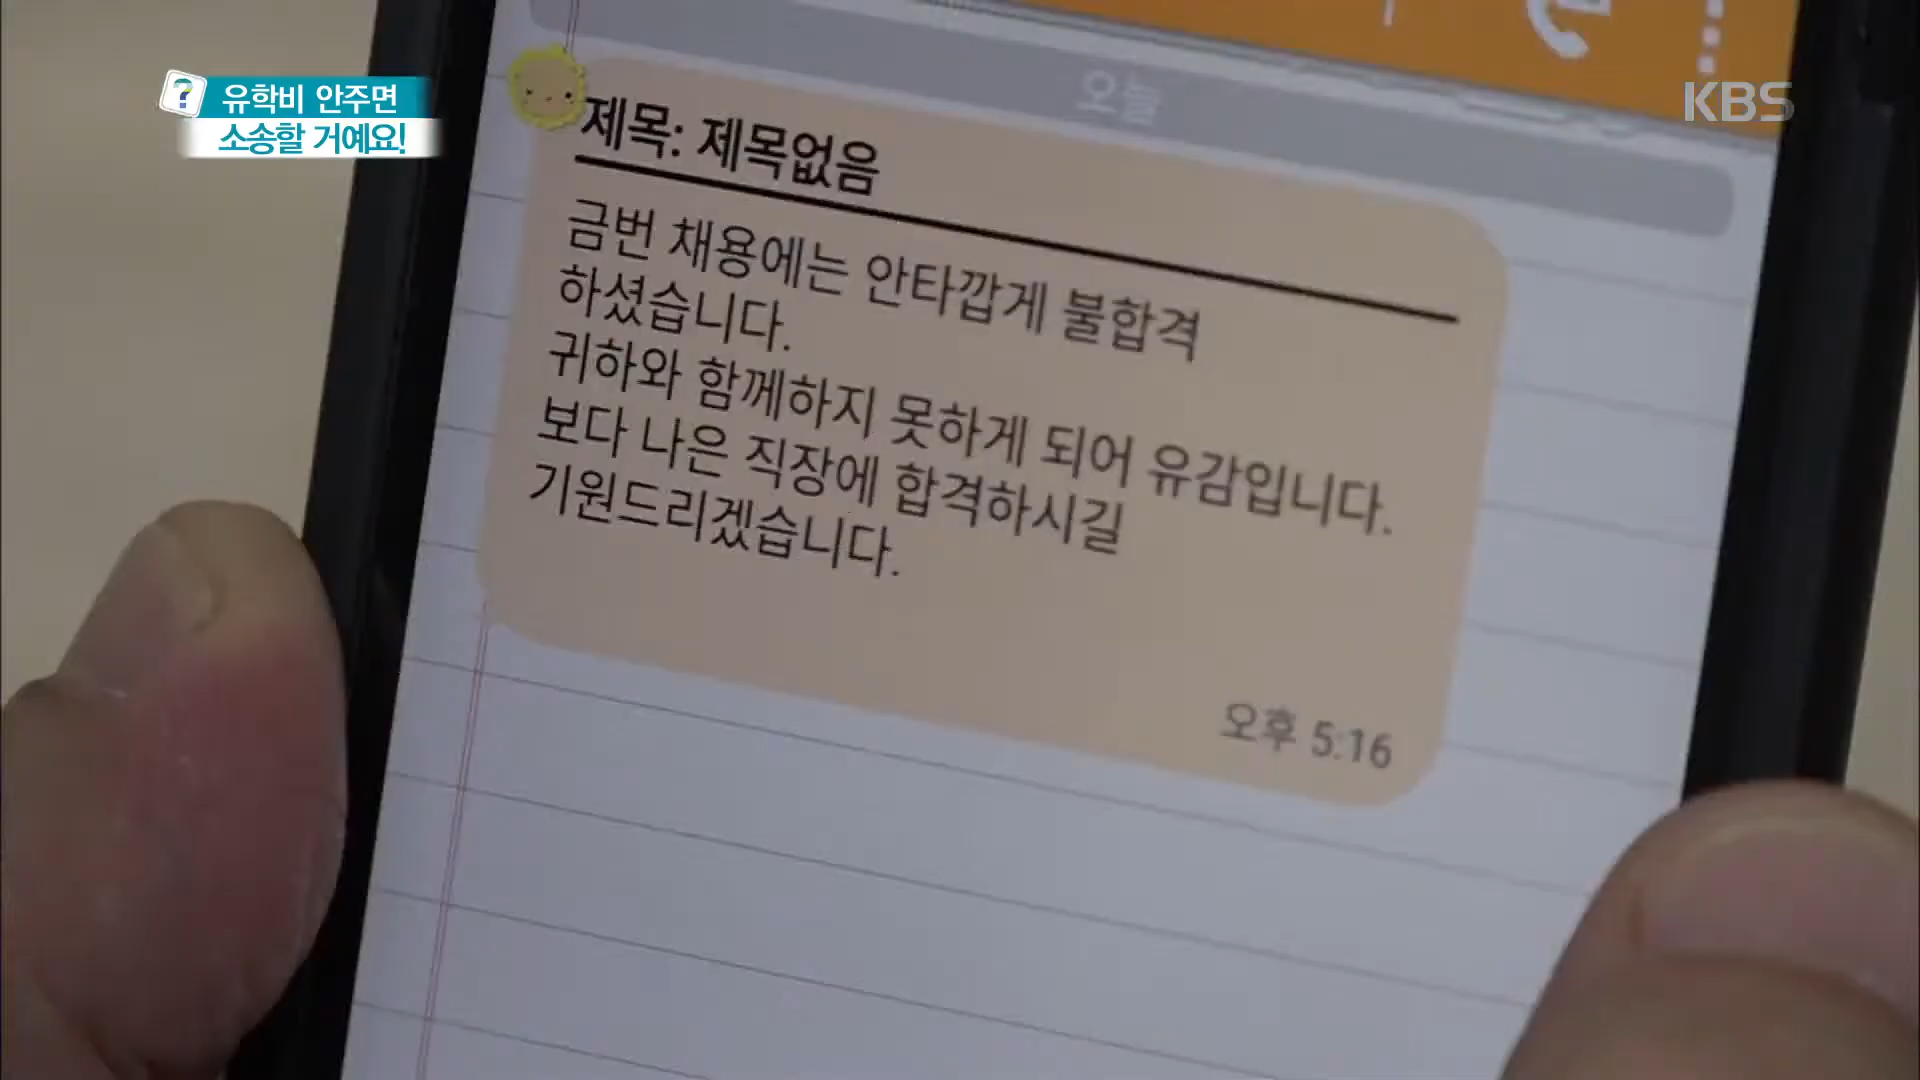 유학비 안주면
소송할 거예요!
KBS
오늘
제목: 제목없음
금번 채용에는 안타깝게 불합격
하셨습니다.
귀하와 함께하지 못하게 되어 유감입니다.
보다 나은 직장에 합격하시길
기원드리겠습니다.
오후 5:16